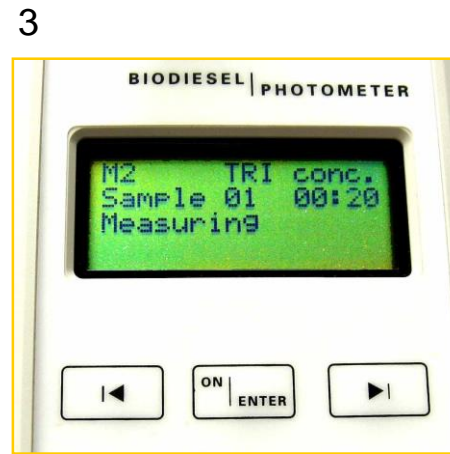 3
BIODIESEL | PHOTOMETER
M2 TRI conc.
Sample 01 00:20
Measuring
ON | ENTER